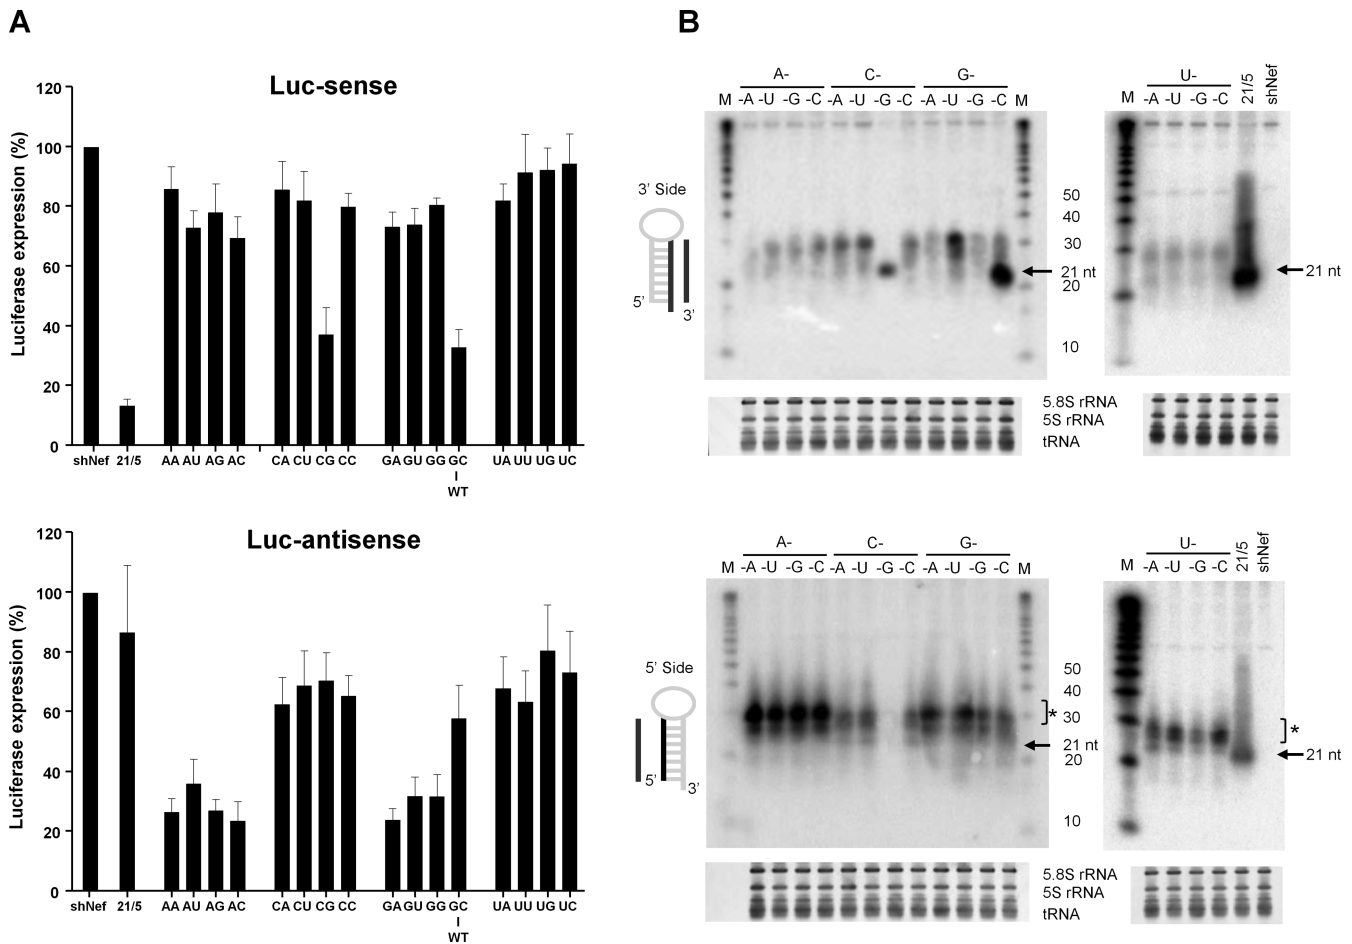 A
Luc-sense
Luciferase expression (%)
120
100
80
60
40
20
0
shNef 21/5 AA AU AG AC CA CU CG CC GA GU GG GC UA UU UG UC
WT
Luc-antisense
Luciferase expression (%)
120
100
80
60
40
20
0
shNef 21/5 AA AU AG AC CA CU CG CC GA GU GG GC UA UU UG UC
WT
B
A- C- G-
M -A -U -G -C -A -U -G -C -A -U -G -C M
U-
M -A -U -G -C 21/5 shNef
3' Side
5'
3'
50
40
30
21 nt
20
10
21 nt
5.8S rRNA
5S rRNA
tRNA
A- C- G-
M -A -U -G -C -A -U -G -C -A -U -G -C M
U-
M -A -U -G -C 21/5 shNef
5' Side
5'
3'
50
40
30
*
21 nt
20
10
*
21 nt
5.8S rRNA
5S rRNA
tRNA